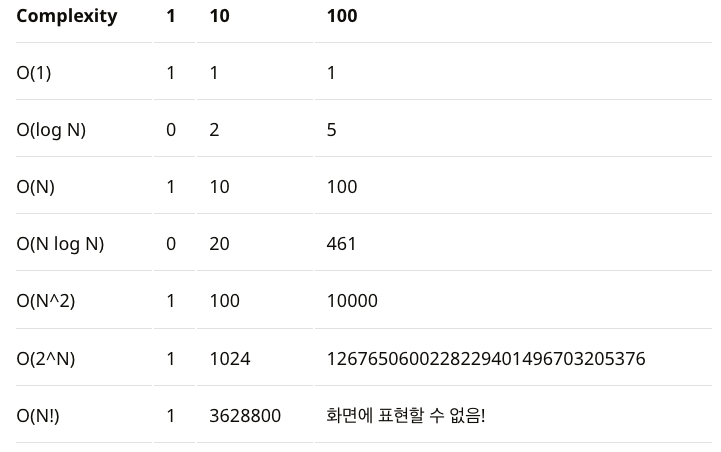 Complexity 1 10 100
O(1) 1 1 1
O(log N) 0 2 5
O(N) 1 10 100
O(N log N) 0 20 461
O(N^2) 1 100 10000
O(2^N) 1 1024 1267650600228229401496703205376
O(N!) 1 3628800 화면에 표현할 수 없음!